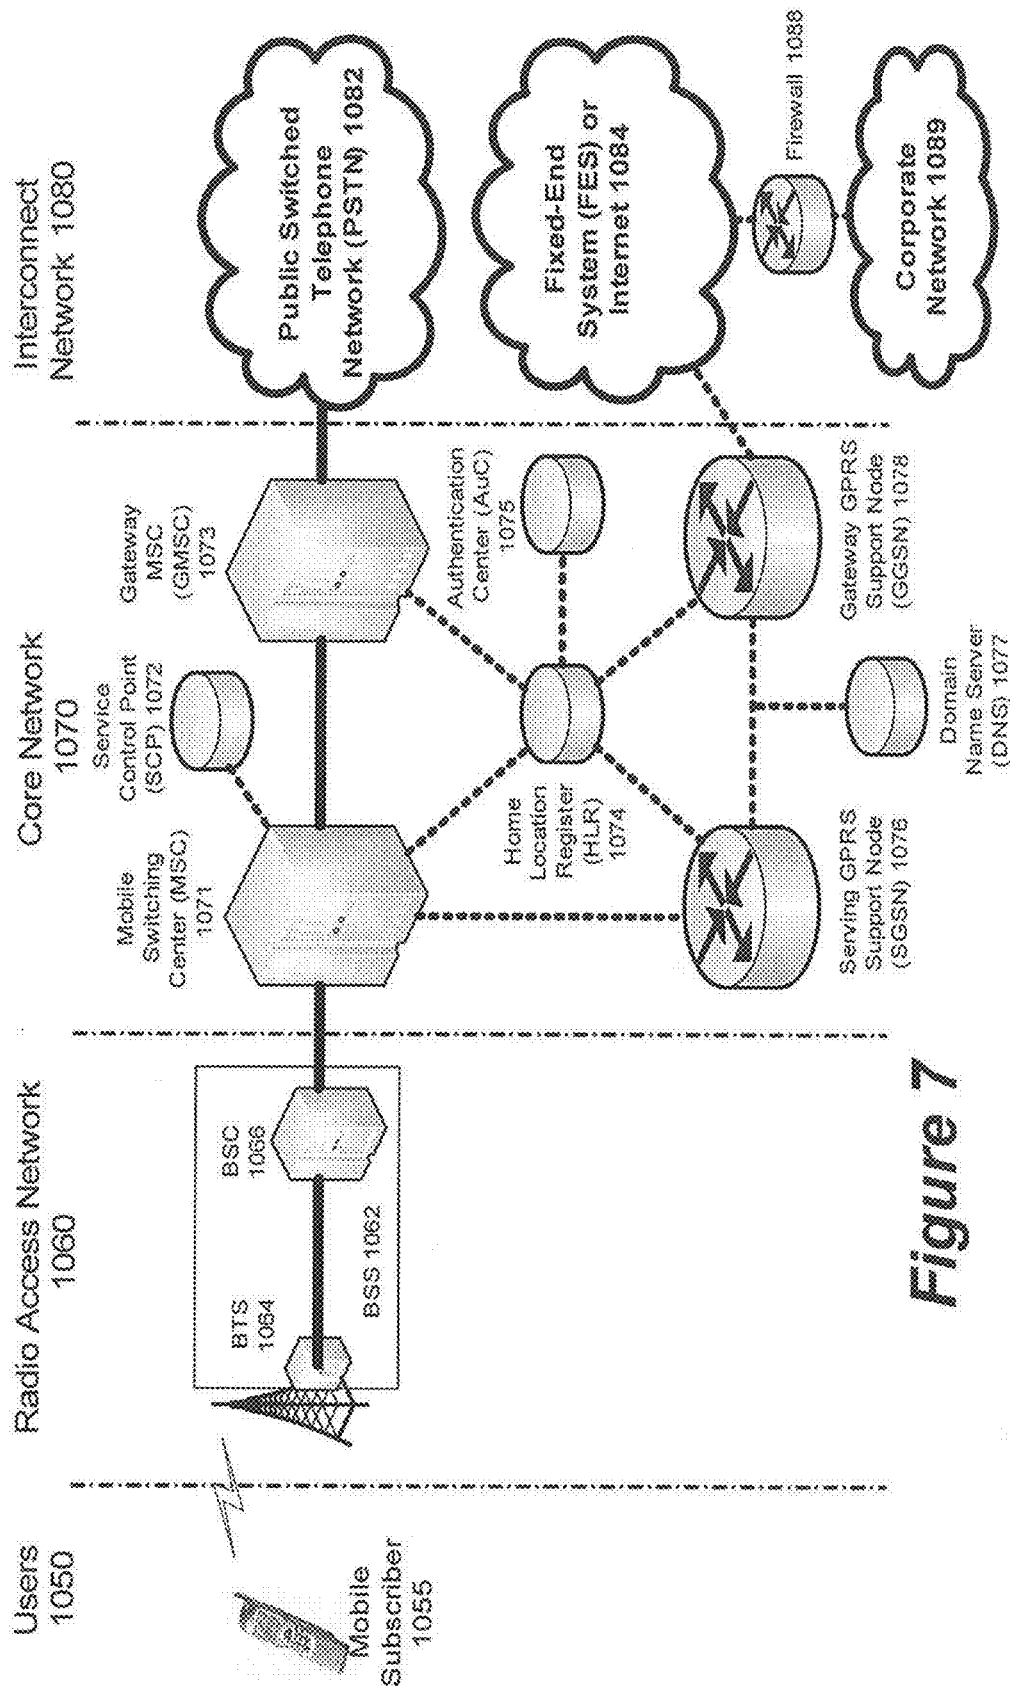 Users
1050
Radio Access Network
1060
Core Network
1070
Interconnect
Network 1080
Mobile
Subscriber
1055
BTS
1064
BSC
1066
BSS 1062
Mobile
Switching
Center (MSC)
1071
Service
Control Point
(SCP) 1072
Gateway
MSC
(GMSC)
1073
Home
Location
Register
(HLR)
1074
Authentication
Center (AuC)
1075
Serving GPRS
Support Node
(SGSN) 1076
Domain
Name Server
(DNS) 1077
Gateway GPRS
Support Node
(GGSN) 1078
Public Switched
Telephone
Network (PSTN) 1082
Fixed-End
System (FES) or
Internet 1084
Firewall 1088
Corporate
Network 1089
Figure 7